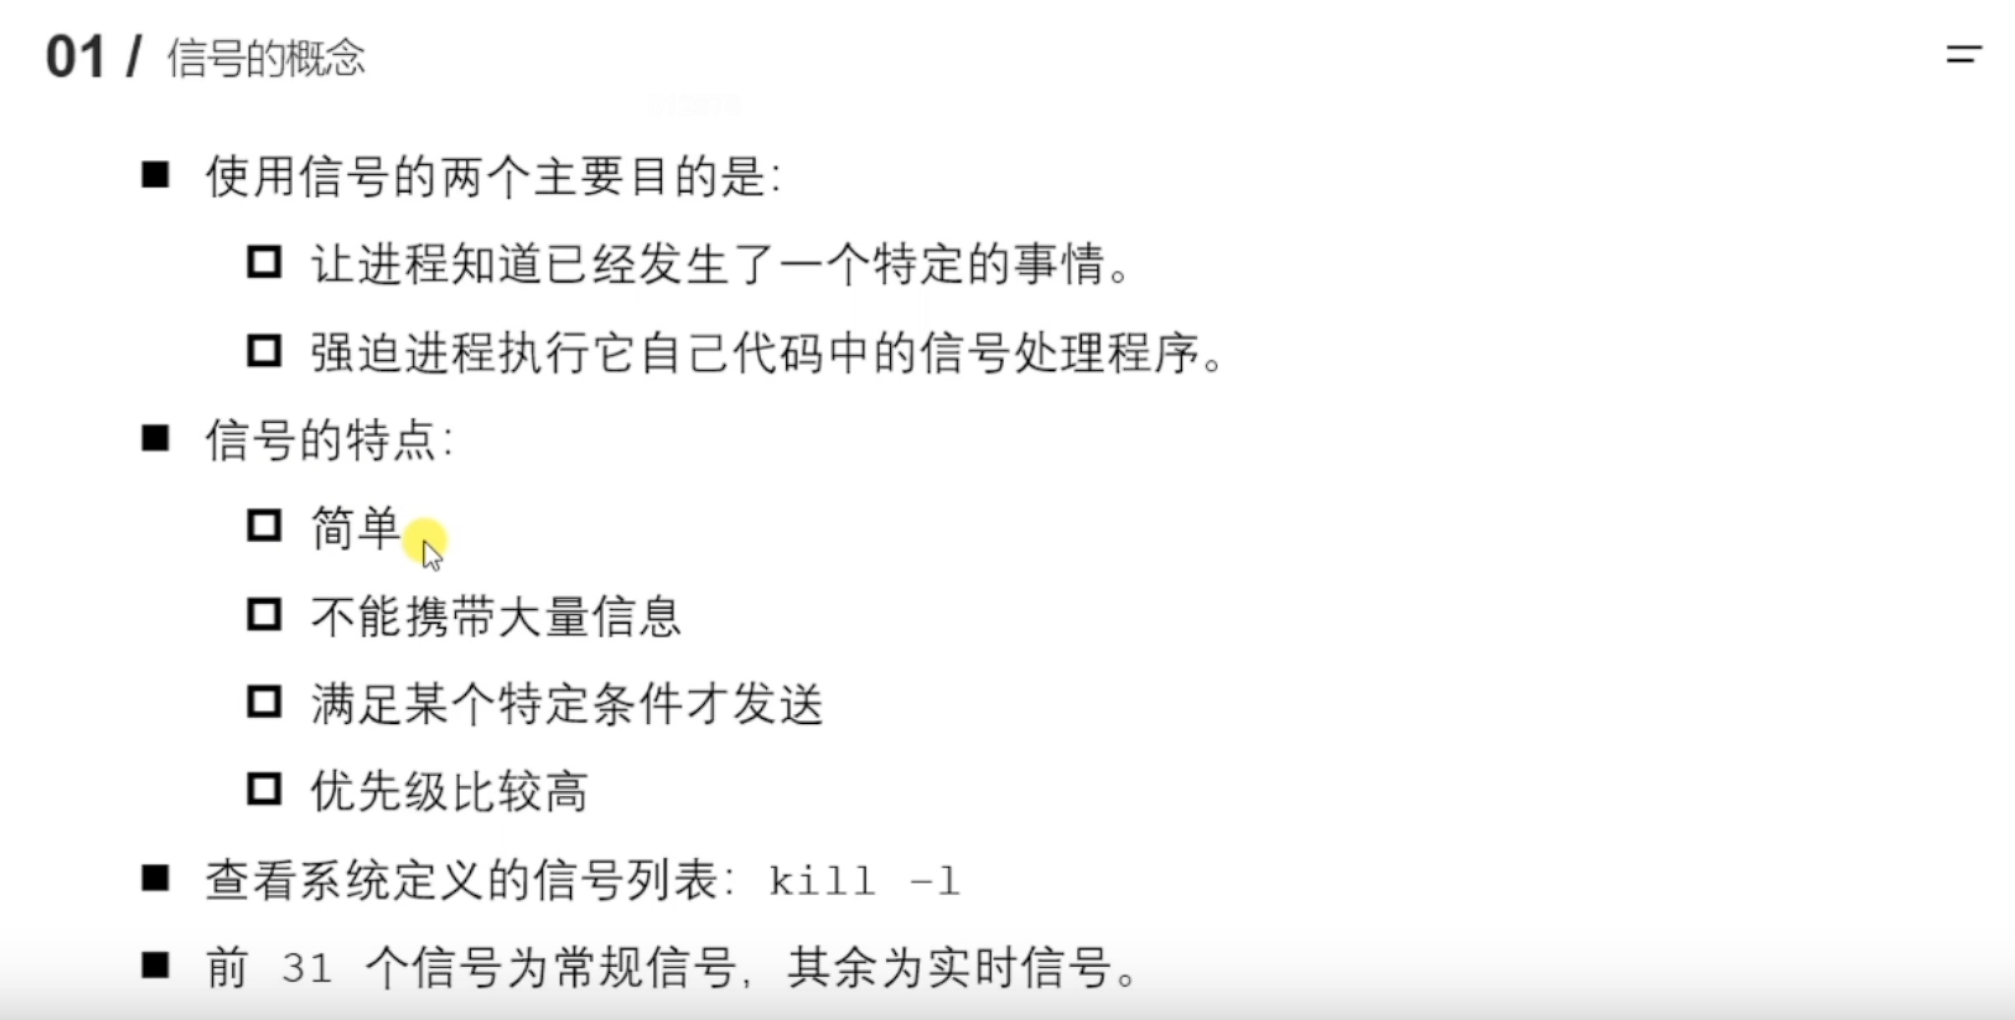 01 / 信号的概念
使用信号的两个主要目的是：
让进程知道已经发生了一个特定的事情。
强迫进程执行它自己代码中的信号处理程序。
信号的特点：
简单
不能携带大量信息
满足某个特定条件才发送
优先级比较高
查看系统定义的信号列表：kill –l
前 31 个信号为常规信号，其余为实时信号。